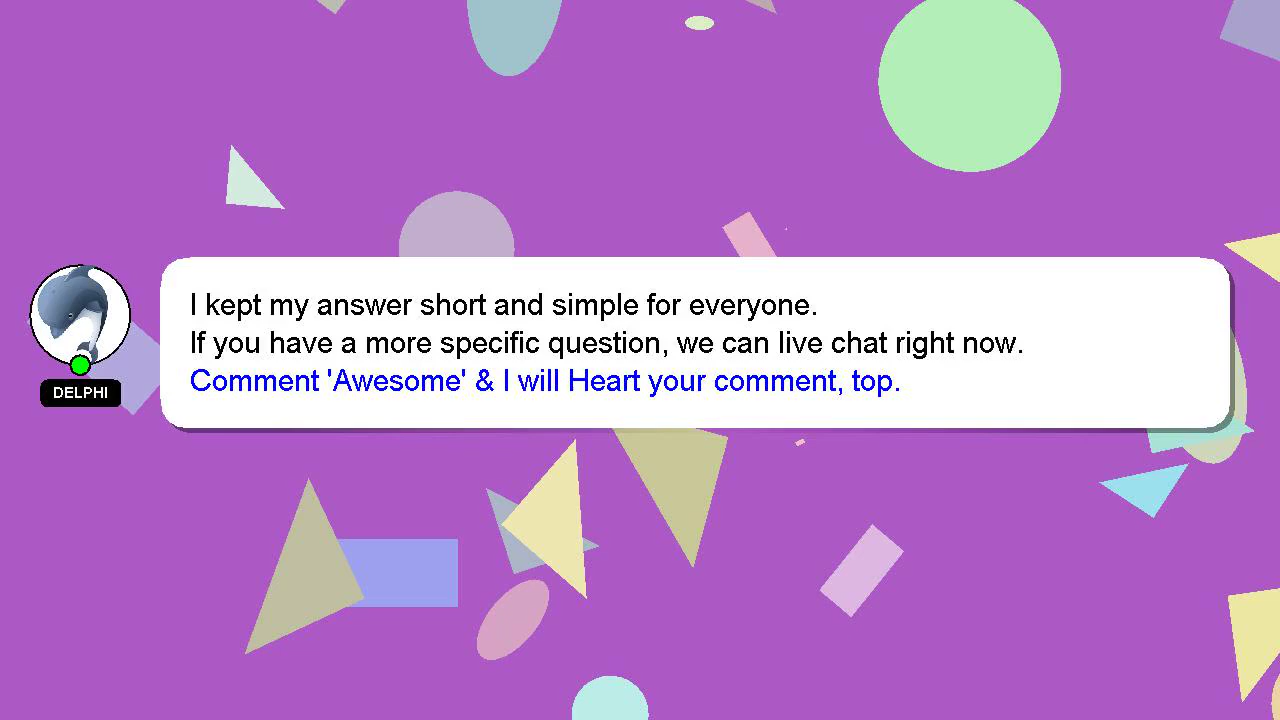 I kept my answer short and simple for everyone.
If you have a more specific question, we can live chat right now.
Comment 'Awesome' & I will Heart your comment, top.
DELPHI